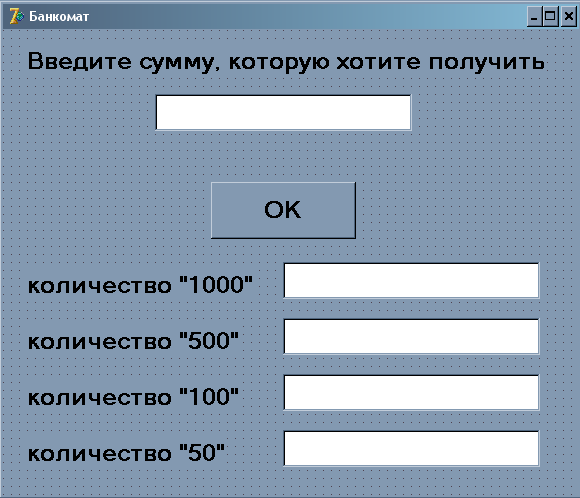 Банкомат
Введите сумму, которую хотите получить
OK
количество "1000"
количество "500"
количество "100"
количество "50"